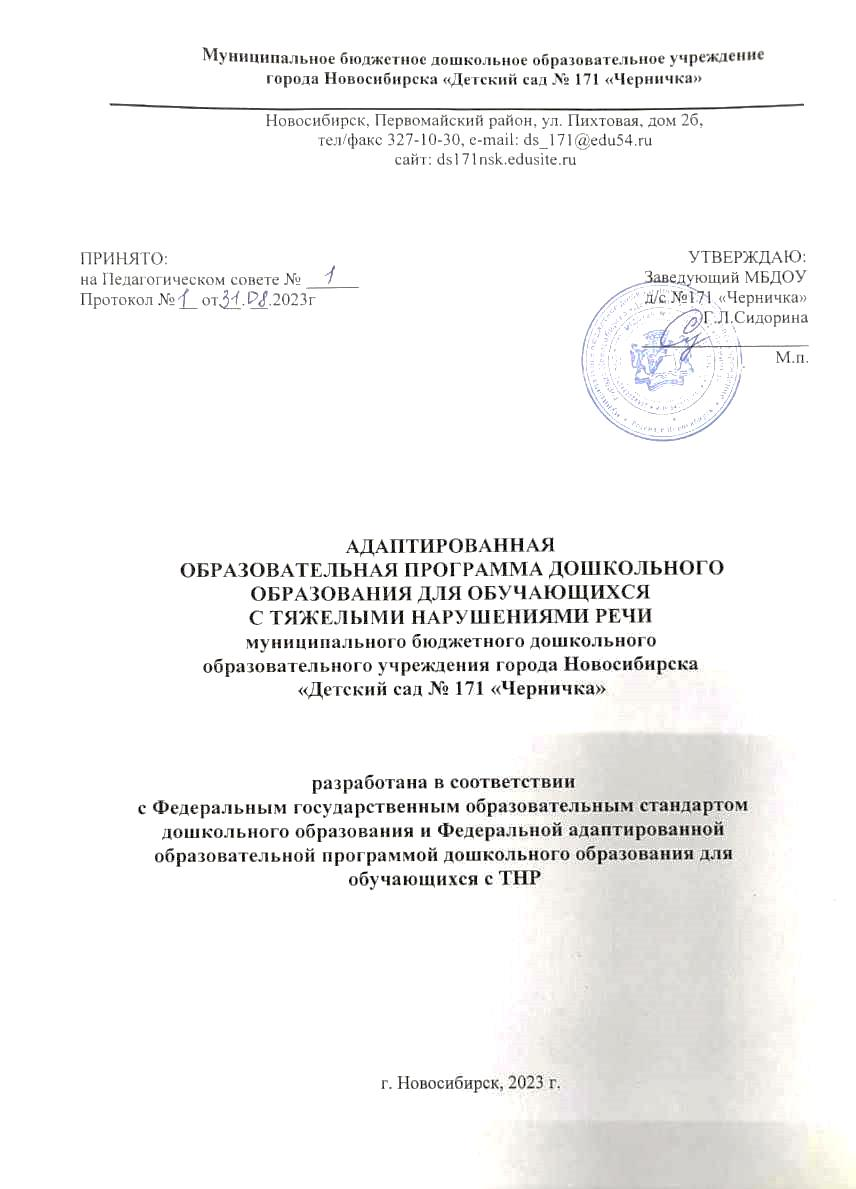 Муниципальное бюджетное дошкольное образовательное учреждение
города Новосибирска «Детский сад № 171 «Черничка»
Новосибирск, Первомайский район, ул. Пихтовая, дом 2б,
тел/факс 327-10-30, e-mail: ds_171@edu54.ru
сайт: ds171nsk.edusite.ru
ПРИНЯТО:
на Педагогическом совете № 1
Протокол № 1 от 31.08.2023г
УТВЕРЖДАЮ:
Заведующий МБДОУ
д/с №171 «Черничка»
Г.Л.Сидорина
М.п.
АДАПТИРОВАННАЯ
ОБРАЗОВАТЕЛЬНАЯ ПРОГРАММА ДОШКОЛЬНОГО
ОБРАЗОВАНИЯ ДЛЯ ОБУЧАЮЩИХСЯ
С ТЯЖЕЛЫМИ НАРУШЕНИЯМИ РЕЧИ
муниципального бюджетного дошкольного
образовательного учреждения города Новосибирска
«Детский сад № 171 «Черничка»
разработана в соответствии
с Федеральным государственным образовательным стандартом
дошкольного образования и Федеральной адаптированной
образовательной программой дошкольного образования для
обучающихся с ТНР
г. Новосибирск, 2023 г.